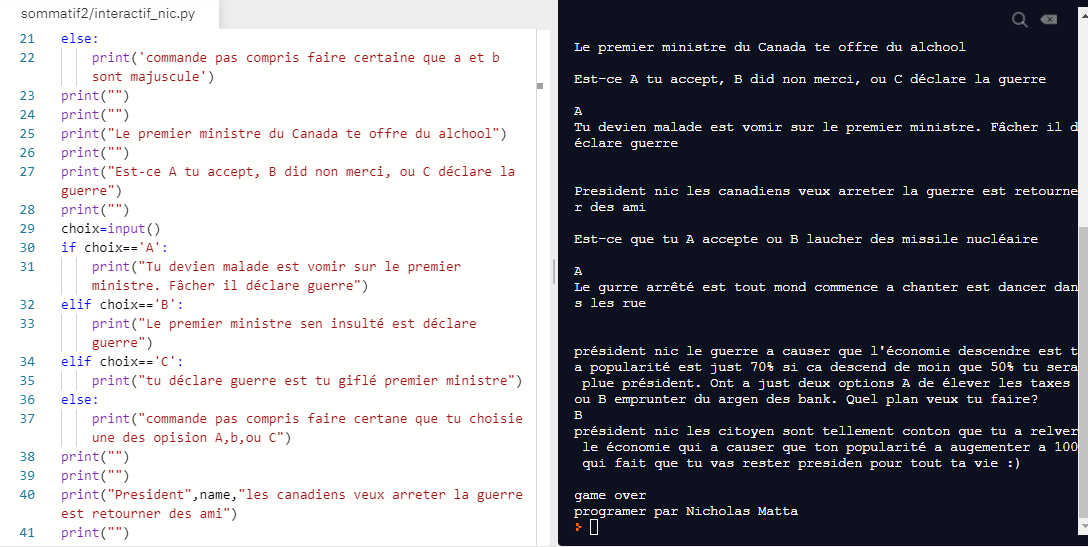 sommatif2/interactif_nic.py
21 else:
22 print('commande pas compris faire certaine que a et b
sont majuscule')
23 print("")
24 print("")
25 print("Le premier ministre du Canada te offre du alchool")
26 print("")
27 print("Est-ce A tu accept, B did non merci, ou C déclare la
guerre")
28 print("")
29 choix=input()
30 if choix=='A':
31 print("Tu devien malade est vomir sur le premier
ministre. Fâcher il déclare guerre")
32 elif choix=='B':
33 print("Le premier ministre sen insulté est déclare
guerre")
34 elif choix=='C':
35 print("tu déclare guerre est tu giflé premier ministre")
36 else:
37 print("commande pas compris faire certane que tu choisie
une des opision A,b,ou C")
38 print("")
39 print("")
40 print("President",name,"les canadiens veux arreter la guerre
est retourner des ami")
41 print("")
Le premier ministre du Canada te offre du alchool
Est-ce A tu accept, B did non merci, ou C déclare la guerre
A
Tu devien malade est vomir sur le premier ministre. Fâcher il d
éclare guerre
President nic les canadiens veux arreter la guerre est retourne
r des ami
Est-ce que tu A accepte ou B laucher des missile nucléaire
A
Le gurre arrêté est tout mond commence a chanter est dancer dan
s les rue
président nic le guerre a causer que l'économie descendre est t
a popularité est just 70% si ca descend de moin que 50% tu sera
plue président. Ont a just deux options A de élever les taxes
ou B emprunter du argen des bank. Quel plan veux tu faire?
B
président nic les citoyen sont tellement conton que tu a relver
le économie qui a causer que ton popularité a augementer a 100
qui fait que tu vas rester presiden pour tout ta vie :)
game over
programer par Nicholas Matta